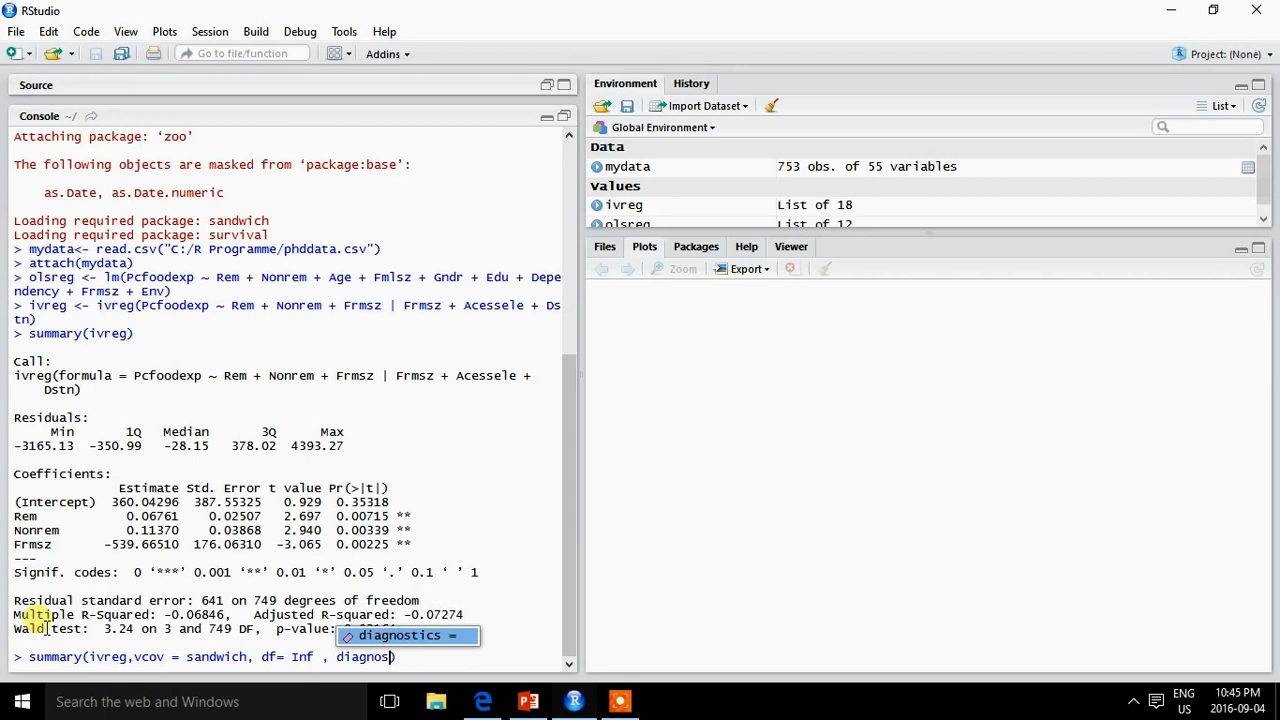 RStudio
File Edit Code View Plots Session Build Debug Tools Help
Go to file/function Addins Project: (None)
Source
Console ~/
Attaching package: ‘zoo’
The following objects are masked from ‘package:base’:
as.Date, as.Date.numeric
Loading required package: sandwich
Loading required package: survival
> mydata<- read.csv("C:/R Programme/phddata.csv")
> attach(mydata)
> olsreg <- lm(Pcfoodexp ~ Rem + Nonrem + Age + Fmlsz + Gndr + Edu + Depe
ndency + Frmsz + Env)
> ivreg <- ivreg(Pcfoodexp ~ Rem + Nonrem + Frmsz | Frmsz + Acessele + Ds
tn)
> summary(ivreg)
Call:
ivreg(formula = Pcfoodexp ~ Rem + Nonrem + Frmsz | Frmsz + Acessele +
Dstn)
Residuals:
Min 1Q Median 3Q Max
-3165.13 -350.99 -28.15 378.02 4393.27
Coefficients:
Estimate Std. Error t value Pr(>|t|)
(Intercept) 360.04296 387.55325 0.929 0.35318
Rem 0.06761 0.02507 2.697 0.00715 **
Nonrem 0.11370 0.03868 2.940 0.00339 **
Frmsz -539.66510 176.06310 -3.065 0.00225 **
---
Signif. codes: 0 ‘***’ 0.001 ‘**’ 0.01 ‘*’ 0.05 ‘.’ 0.1 ‘ ’ 1
Residual standard error: 641 on 749 degrees of freedom
Multiple R-Squared: -0.06846, Adjusted R-squared: -0.07274
Wald test: 3.24 on 3 and 749 DF, p-value:
diagnostics =
> summary(ivreg,vcov = sandwich, df= Inf , diagnos)
Environment History
Import Dataset List
Global Environment
Data
mydata 753 obs. of 55 variables
Values
ivreg List of 18
olsreg List of 12
Files Plots Packages Help Viewer
Zoom Export
Search the web and Windows
ENG
US
10:45 PM
2016-09-04